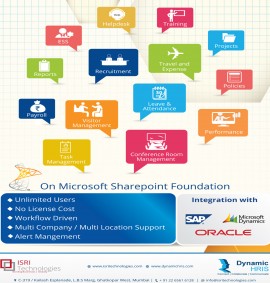 Helpdesk
Training
ESS
Projects
Reports
Recruitment
Travel and
Expense
Policies
Payroll
Visitor
Management
Leave &
Attendance
Performance
Task
Management
Conference Room
Management
On Microsoft Sharepoint Foundation
Unlimited Users
No License Cost
Workflow Driven
Multi Company / Multi Location Support
Alert Mangement
Integration with
SAP
Microsoft
Dynamics
ORACLE
ISRI
Technologies
Dynamic
HRIS